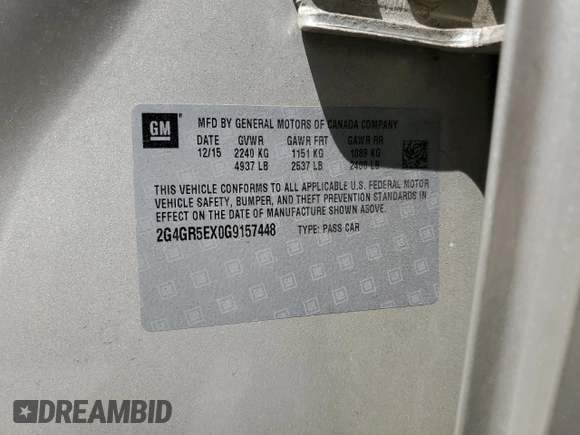 GM
MFD BY GENERAL MOTORS OF CANADA COMPANY
DATE GVWR GAWR FRT GAWR RR
12/15 2240 KG 1151 KG 1089 KG
4937 LB 2537 LB 2400 LB
THIS VEHICLE CONFORMS TO ALL APPLICABLE U.S. FEDERAL MOTOR
VEHICLE SAFETY, BUMPER, AND THEFT PREVENTION STANDARDS IN
EFFECT ON THE DATE OF MANUFACTURE SHOWN ABOVE.
2G4GR5EX0G9157448 TYPE: PASS CAR
DREAMBID